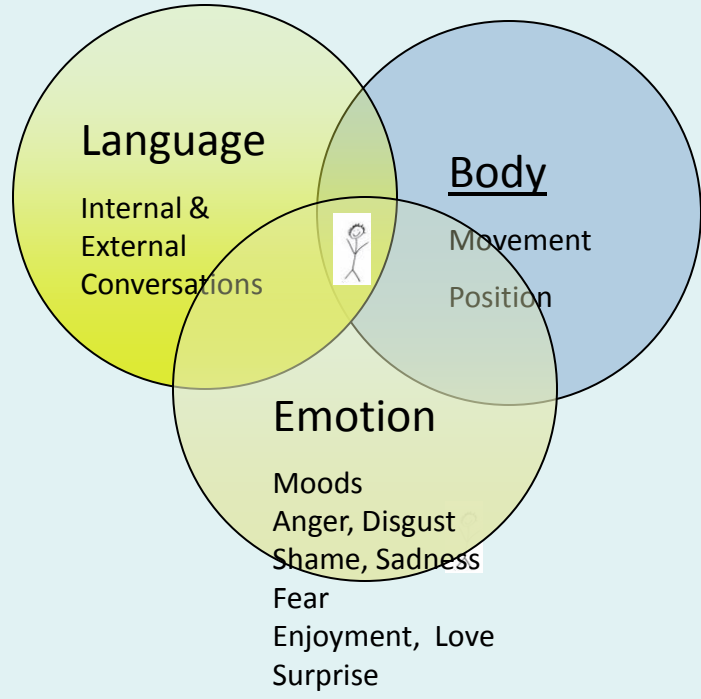 Language
Internal &
External
Conversations
Body
Movement
Position
Emotion
Moods
Anger, Disgust
Shame, Sadness
Fear
Enjoyment, Love
Surprise